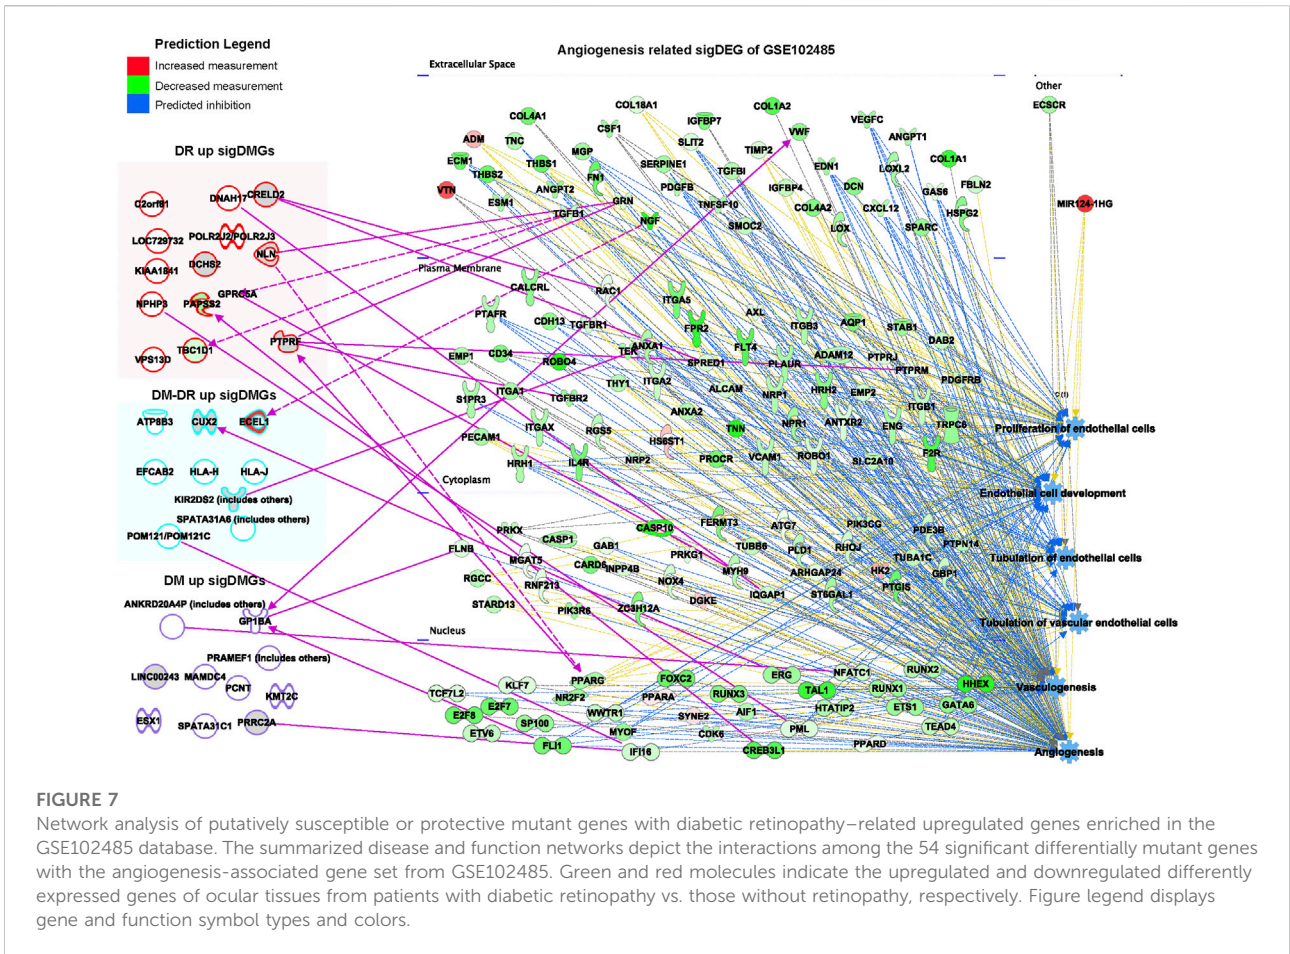 Prediction Legend
Increased measurement
Decreased measurement
Predicted inhibition
Angiogenesis related sigDEG of GSE102485
Extracellular Space
Other
DR up sigDMGs
C2orf81
DNAH17
CRELD2
LOC729732
POLR2J2/POLR2J3
NLN
KIAA1841
DCHS2
NPHP3
PAPSS2
GPRC5A
VPS13D
TBC1D1
PTPRF
DM-DR up sigDMGs
ATP8B3
CUX2
ECEL1
EFCAB2
HLA-H
HLA-J
KIR2DS2 (includes others)
SPATA31A6 (includes others)
POM121/POM121C
DM up sigDMGs
ANKRD20A4P (includes others)
GP1BA
PRAMEF1 (includes others)
LINC00243
MAMDC4
PCNT
KMT2C
ESX1
SPATA31C1
PRRC2A
COL4A1
COL18A1
COL1A2
ECSCR
ADM
TNC
CSF1
IGFBP7
SLIT2
VWF
VEGFC
ANGPT1
ECM1
THBS2
THBS1
MGP
SERPINE1
TIMP2
EDN1
LOXL2
COL1A1
VTN
ESM1
ANGPT2
FN1
PDGFB
TGFBI
IGFBP4
DCN
GAS6
FBLN2
MIR124-1HG
TGFB1
GRN
NGF
TNFSF10
SMOC2
COL4A2
LOX
CXCL12
SPARC
HSPG2
Plasma Membrane
CALCRL
RAC1
ITGA5
PTAFR
CDH13
TGFBR1
FPR2
AXL
ITGB3
AQP1
STAB1
DAB2
EMP1
CD34
ROBO4
TEK
ANXA1
SPRED1
FLT4
PLAUR
ADAM12
PTPRJ
PTPRM
PDGFRB
S1PR3
ITGA1
TGFBR2
THY1
ITGA2
ALCAM
NRP1
HRH2
EMP2
ITGB1
TRPC6
PECAM1
ITGAX
RGS5
ANXA2
HS6ST1
TNN
NPR1
ANTXR2
ENG
F2R
HRH1
IL4R
NRP2
PROCR
VCAM1
ROBO1
SLC2A10
Cytoplasm
PRKX
CASP1
CASP10
FERMT3
ATG7
PIK3CG
PDE3B
PTPN14
FLNB
MGAT5
GAB1
PRKG1
TUBB6
PLD1
RHOJ
TUBA1C
GBP1
RGCC
RNF213
CARD6
INPP4B
NOX4
MYH9
ARHGAP24
HK2
PTGIS
STARD13
PIK3R6
ZC3H12A
DGKE
IQGAP1
ST6GAL1
Nucleus
TCF7L2
KLF7
PPARG
NR2F2
FOXC2
PPARA
ERG
NFATC1
RUNX2
HHEX
E2F8
E2F7
SP100
WWTR1
RUNX3
TAL1
RUNX1
GATA6
ETV6
FLI1
MYOF
SYNE2
AIF1
HTATIP2
ETS1
TEAD4
IFI16
CDK6
CREB3L1
PML
PPARD
Proliferation of endothelial cells
Endothelial cell development
Tubulation of endothelial cells
Tubulation of vascular endothelial cells
Vasculogenesis
Angiogenesis
FIGURE 7
Network analysis of putatively susceptible or protective mutant genes with diabetic retinopathy–related upregulated genes enriched in the
GSE102485 database. The summarized disease and function networks depict the interactions among the 54 significant differentially mutant genes
with the angiogenesis-associated gene set from GSE102485. Green and red molecules indicate the upregulated and downregulated differently
expressed genes of ocular tissues from patients with diabetic retinopathy vs. those without retinopathy, respectively. Figure legend displays
gene and function symbol types and colors.